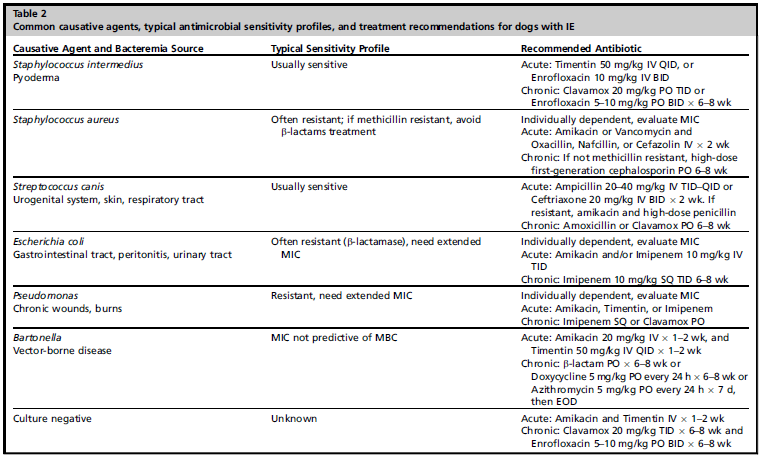 Table 2
Common causative agents, typical antimicrobial sensitivity profiles, and treatment recommendations for dogs with IE
Causative Agent and Bacteremia Source Typical Sensitivity Profile Recommended Antibiotic
Staphylococcus intermedius Usually sensitive Acute: Timentin 50 mg/kg IV QID, or
Pyoderma Enrofloxacin 10 mg/kg IV BID
Chronic: Clavamox 20 mg/kg PO TID or
Enrofloxacin 5–10 mg/kg PO BID × 6–8 wk
Staphylococcus aureus Often resistant; if methicillin resistant, avoid Individually dependent, evaluate MIC
β-lactams treatment Acute: Amikacin or Vancomycin and
Oxacillin, Nafcillin, or Cefazolin IV × 2 wk
Chronic: If not methicillin resistant, high-dose
first-generation cephalosporin PO 6–8 wk
Streptococcus canis Usually sensitive Acute: Ampicillin 20–40 mg/kg IV TID–QID or
Urogenital system, skin, respiratory tract Ceftriaxone 20 mg/kg IV BID × 2 wk. If
resistant, amikacin and high-dose penicillin
Chronic: Amoxicillin or Clavamox PO 6–8 wk
Escherichia coli Often resistant (β-lactamase), need extended Individually dependent, evaluate MIC
Gastrointestinal tract, peritonitis, urinary tract MIC Acute: Amikacin and/or Imipenem 10 mg/kg IV
TID
Chronic: Imipenem 10 mg/kg SQ TID 6–8 wk
Pseudomonas Resistant, need extended MIC Individually dependent, evaluate MIC
Chronic wounds, burns Acute: Amikacin, Timentin, or Imipenem
Chronic: Imipenem SQ or Clavamox PO
Bartonella MIC not predictive of MBC Acute: Amikacin 20 mg/kg IV × 1–2 wk, and
Vector-borne disease Timentin 50 mg/kg IV QID × 1–2 wk
Chronic: β-lactam PO × 6–8 wk or
Doxycycline 5 mg/kg PO every 24 h × 6–8 wk or
Azithromycin 5 mg/kg PO every 24 h × 7 d,
then EOD
Culture negative Unknown Acute: Amikacin and Timentin IV × 1–2 wk
Chronic: Clavamox 20 mg/kg TID × 6–8 wk and
Enrofloxacin 5–10 mg/kg PO BID × 6–8 wk